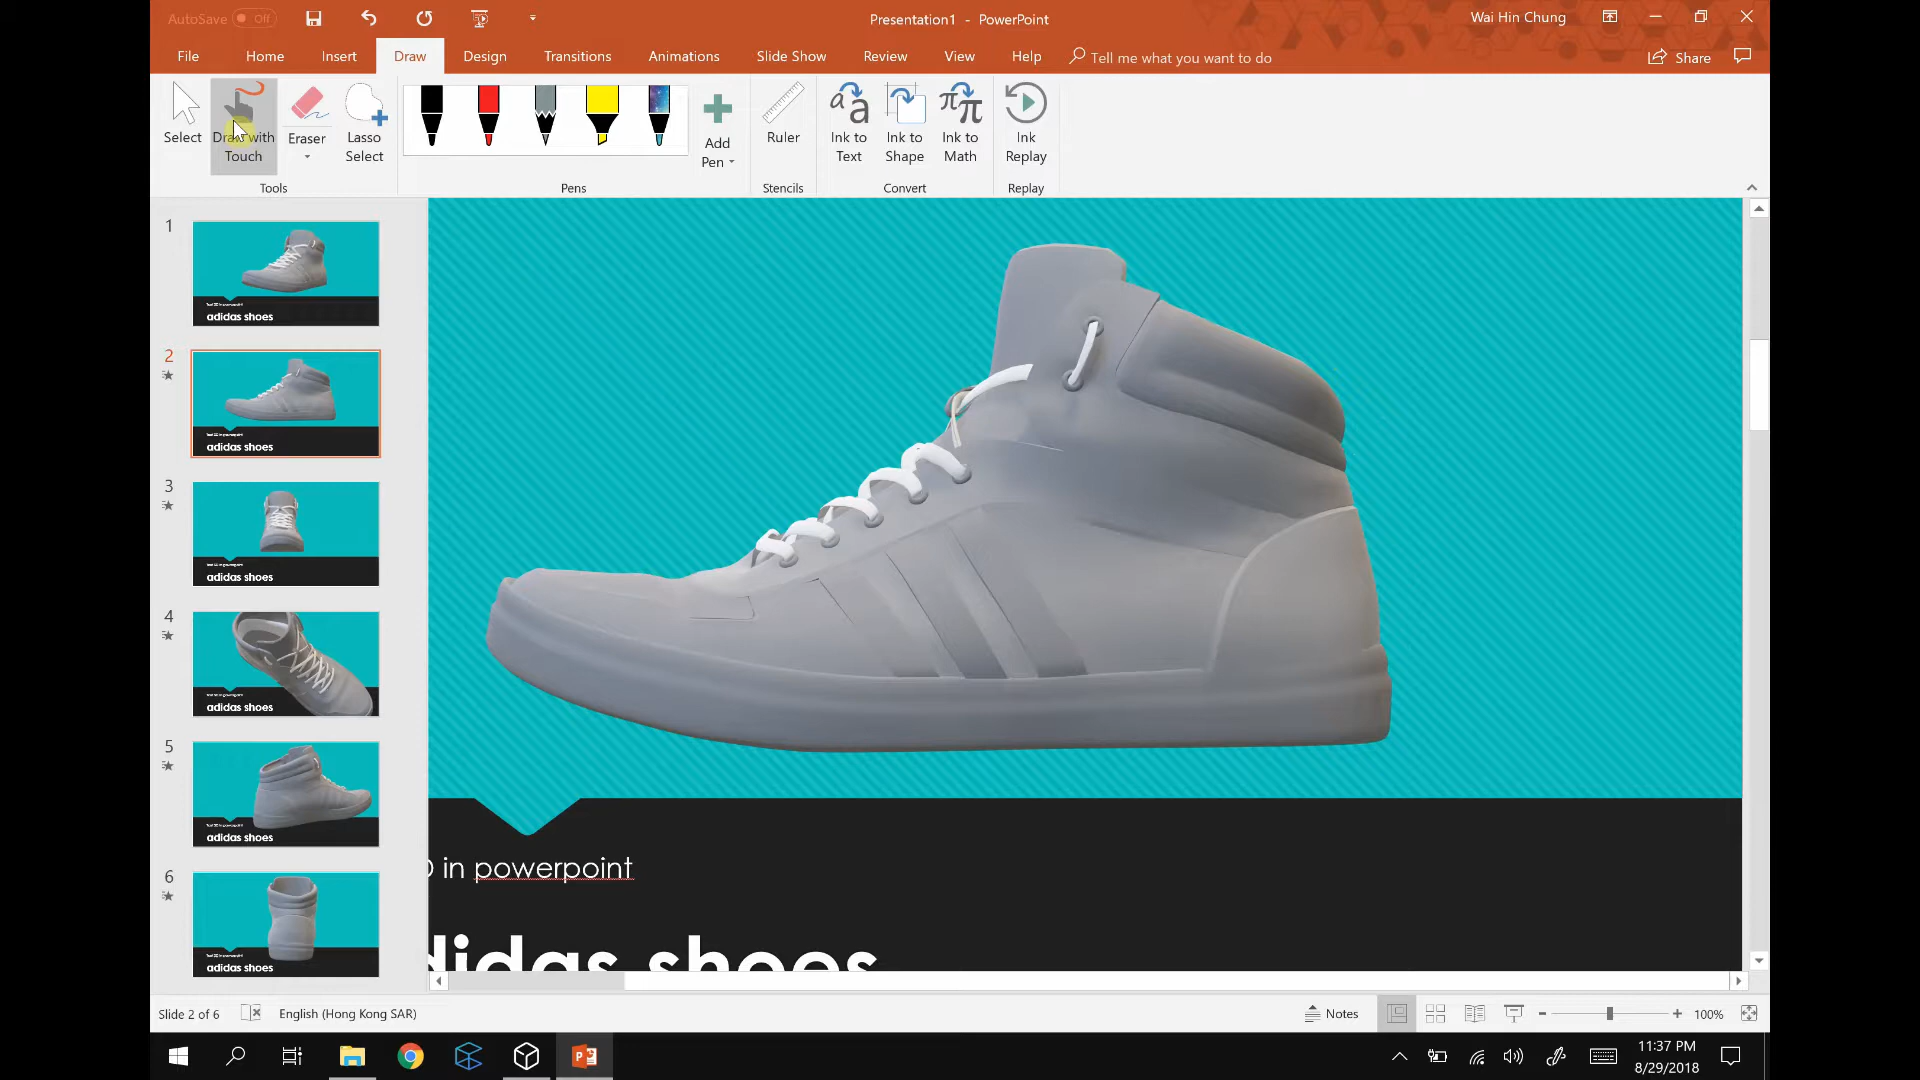 AutoSave Off
Presentation1 - PowerPoint
Wai Hin Chung
File Home Insert Draw Design Transitions Animations Slide Show Review View Help Tell me what you want to do Share
Select
Draw with Touch
Eraser
Lasso Select
Add Pen
Ruler
Ink to Text
Ink to Shape
Ink to Math
Ink Replay
Tools Pens Stencils Convert Replay
1
adidas shoes
2
adidas shoes
3
adidas shoes
4
adidas shoes
5
adidas shoes
6
adidas shoes
D in powerpoint
didas shoes
Slide 2 of 6
English (Hong Kong SAR)
Notes
100%
11:37 PM
8/29/2018